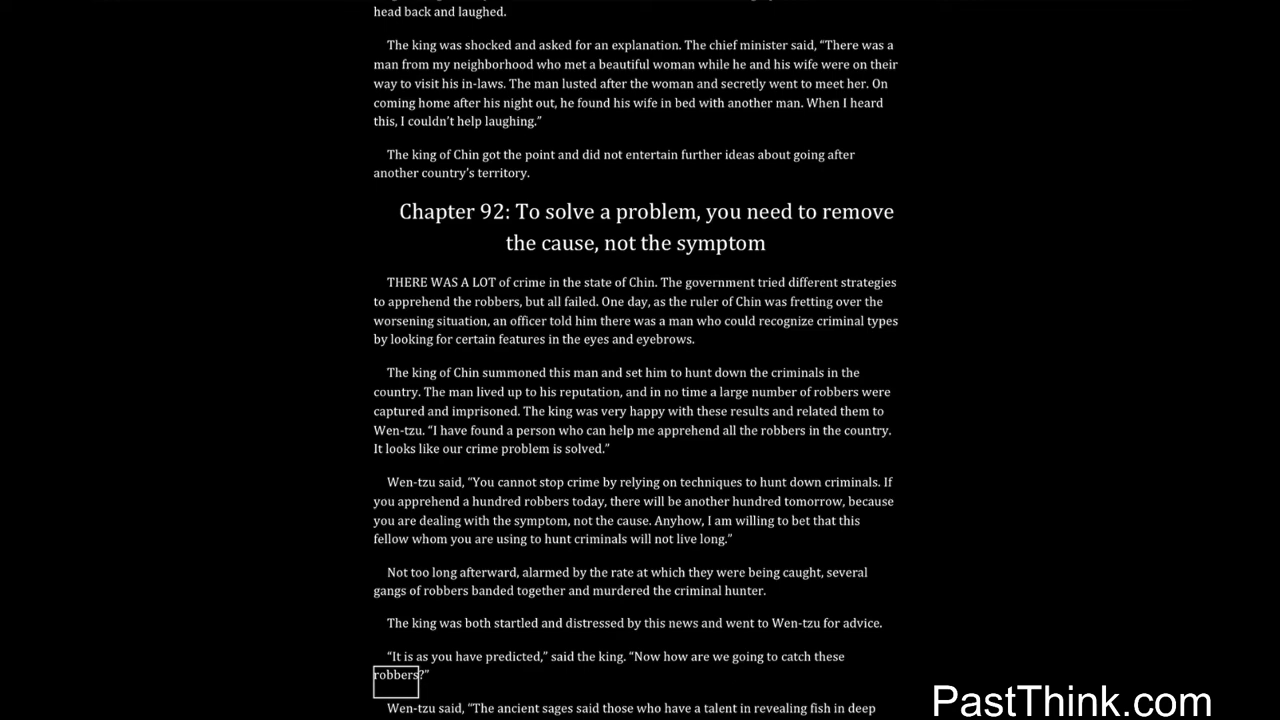 head back and laughed.
The king was shocked and asked for an explanation. The chief minister said, “There was a
man from my neighborhood who met a beautiful woman while he and his wife were on their
way to visit his in-laws. The man lusted after the woman and secretly went to meet her. On
coming home after his night out, he found his wife in bed with another man. When I heard
this, I couldn’t help laughing.”
The king of Chin got the point and did not entertain further ideas about going after
another country’s territory.
Chapter 92: To solve a problem, you need to remove
the cause, not the symptom
THERE WAS A LOT of crime in the state of Chin. The government tried different strategies
to apprehend the robbers, but all failed. One day, as the ruler of Chin was fretting over the
worsening situation, an officer told him there was a man who could recognize criminal types
by looking for certain features in the eyes and eyebrows.
The king of Chin summoned this man and set him to hunt down the criminals in the
country. The man lived up to his reputation, and in no time a large number of robbers were
captured and imprisoned. The king was very happy with these results and related them to
Wen-tzu. “I have found a person who can help me apprehend all the robbers in the country.
It looks like our crime problem is solved.”
Wen-tzu said, “You cannot stop crime by relying on techniques to hunt down criminals. If
you apprehend a hundred robbers today, there will be another hundred tomorrow, because
you are dealing with the symptom, not the cause. Anyhow, I am willing to bet that this
fellow whom you are using to hunt criminals will not live long.”
Not too long afterward, alarmed by the rate at which they were being caught, several
gangs of robbers banded together and murdered the criminal hunter.
The king was both startled and distressed by this news and went to Wen-tzu for advice.
“It is as you have predicted,” said the king. “Now how are we going to catch these
robbers?”
Wen-tzu said, “The ancient sages said those who have a talent in revealing fish in deep
PastThink.com